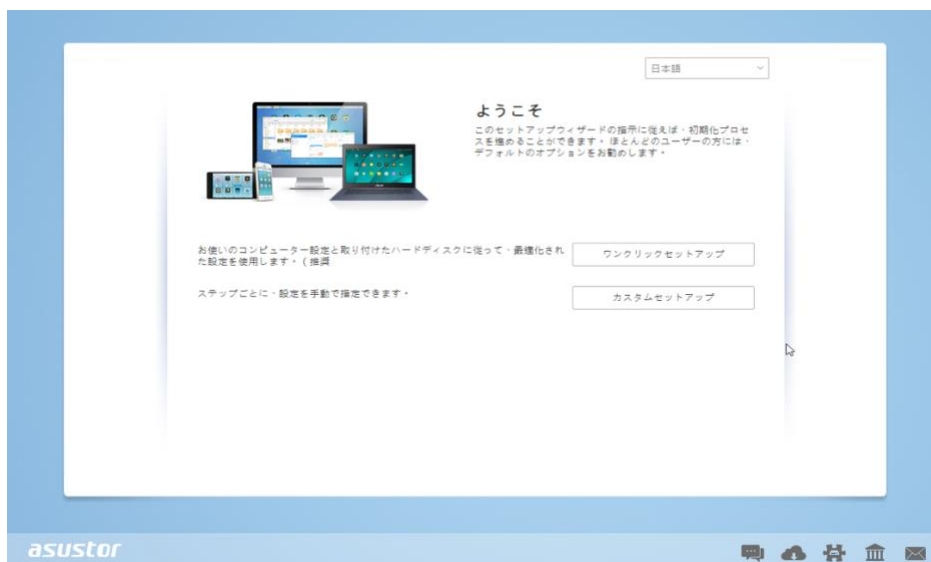 日本語
ようこそ
このセットアップウィザードの指示に従えば・初期化プロセ
スを進めることができます・ほとんどのユーザーの方には・
デフォルトのオプションをお勧めします・
お使いのコンピューター設定と取り付けたハードディスクに従って・最適化され
た設定を使用します・(推奨
ワンクリックセットアップ
ステップごとに・設定を手動で指定できます・
カスタムセットアップ
asustor